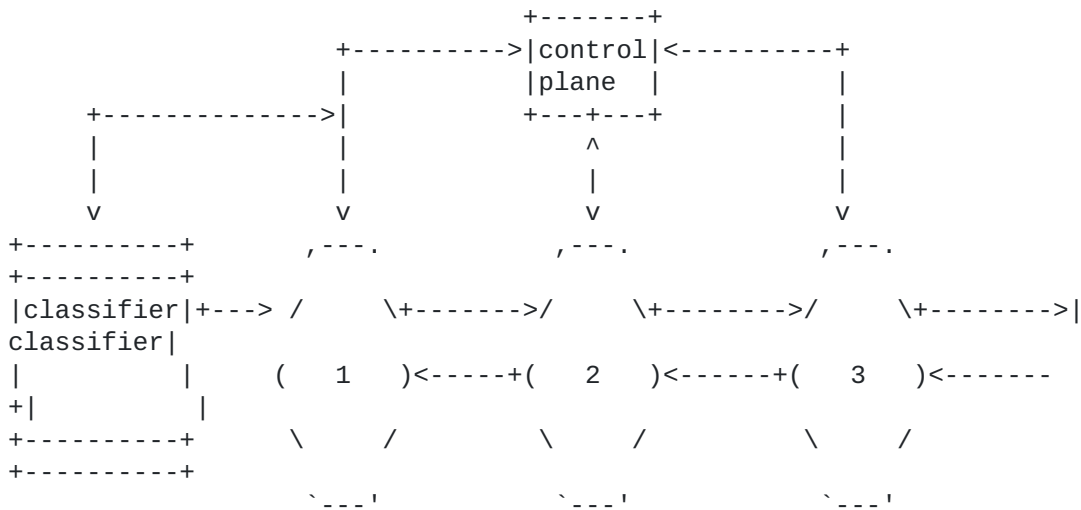 +-------+
                    +---------->|control|<----------+
                    |          |plane  |          |
     +-------------->|          +---+---+          |
     |              |              ^              |
     |              |              |              |
     v              v              v              v
+----------+      ,---.          ,---.           ,---.
+----------+
|classifier|+---> /     \+------->/     \+-------->/     \+-------->|
classifier|
|          |     (   1   )<-----+(   2   )<------+(   3   )<-------
+|          |
+----------+      \     /        \     /         \     /
+----------+
                  `---'          `---'           `---'